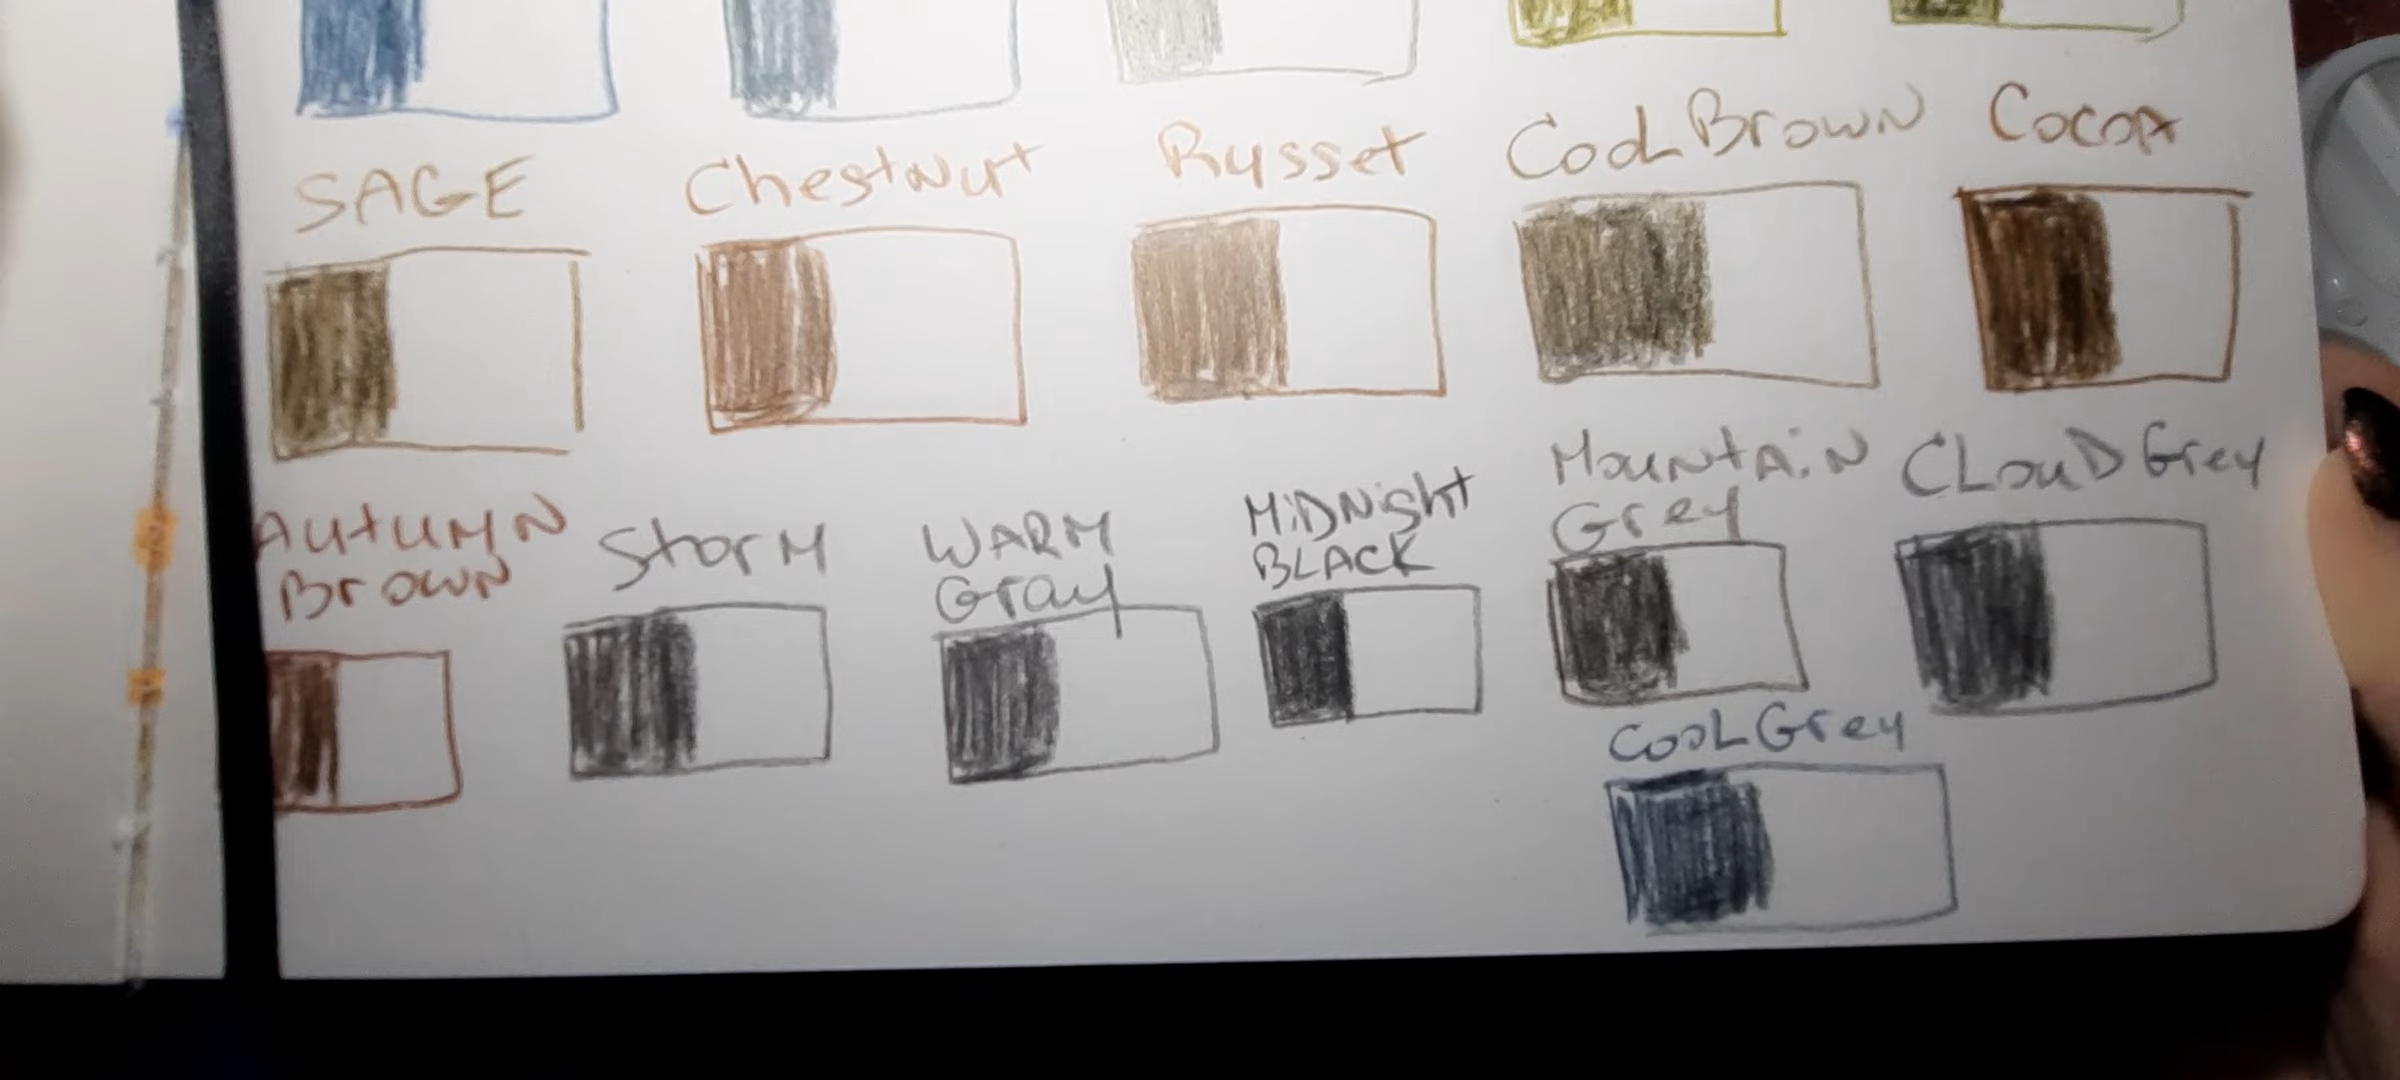 SAGE
Chestnut
Russet
Cool Brown
Cocoa
Autumn
Brown
Storm
Warm
Gray
Midnight
Black
Mountain
Grey
Cloud Grey
Cool Grey